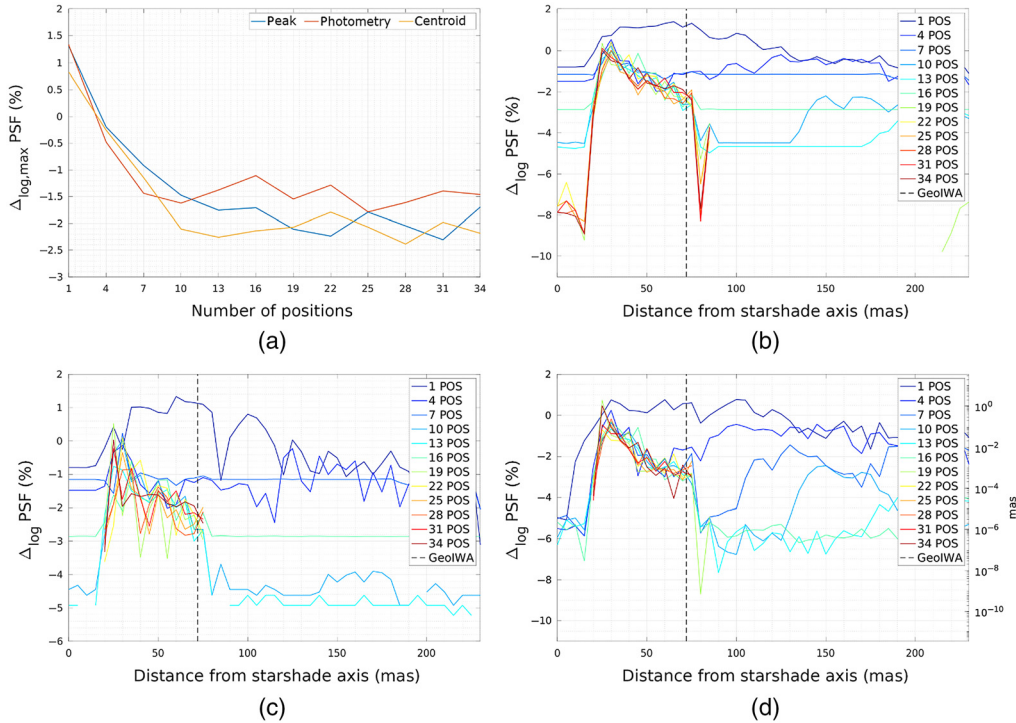 Peak Photometry Centroid
1.5
1
0.5
0
-0.5
-1
-1.5
-2
-2.5
-3
Δlog,max PSF (%)
1 4 7 10 13 16 19 22 25 28 31 34
Number of positions
(a)
2
0
-2
-4
-6
-8
-10
Δlog PSF (%)
1 POS
4 POS
7 POS
10 POS
13 POS
16 POS
19 POS
22 POS
25 POS
28 POS
31 POS
34 POS
GeoIWA
0 50 100 150 200
Distance from starshade axis (mas)
(b)
2
1
0
-1
-2
-3
-4
-5
-6
Δlog PSF (%)
1 POS
4 POS
7 POS
10 POS
13 POS
16 POS
19 POS
22 POS
25 POS
28 POS
31 POS
34 POS
GeoIWA
0 50 100 150 200
Distance from starshade axis (mas)
(c)
2
0
-2
-4
-6
-8
-10
Δlog PSF (%)
1 POS
4 POS
7 POS
10 POS
13 POS
16 POS
19 POS
22 POS
25 POS
28 POS
31 POS
34 POS
GeoIWA
10^0
10^-2
10^-4
10^-6
10^-8
10^-10
mas
0 50 100 150 200
Distance from starshade axis (mas)
(d)